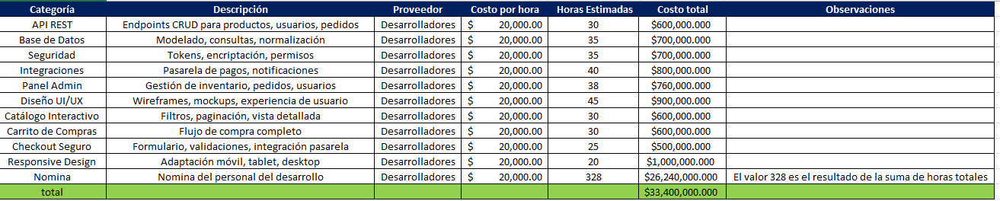 Categoría Descripción Proveedor Costo por hora Horas Estimadas Costo total Observaciones
API REST Endpoints CRUD para productos, usuarios, pedidos Desarrolladores $ 20,000.00 30 $600,000.000
Base de Datos Modelado, consultas, normalización Desarrolladores $ 20,000.00 35 $700,000.000
Seguridad Tokens, encriptación, permisos Desarrolladores $ 20,000.00 35 $700,000.000
Integraciones Pasarela de pagos, notificaciones Desarrolladores $ 20,000.00 40 $800,000.000
Panel Admin Gestión de inventario, pedidos, usuarios Desarrolladores $ 20,000.00 38 $760,000.000
Diseño UI/UX Wireframes, mockups, experiencia de usuario Desarrolladores $ 20,000.00 45 $900,000.000
Catálogo Interactivo Filtros, paginación, vista detallada Desarrolladores $ 20,000.00 30 $600,000.000
Carrito de Compras Flujo de compra completo Desarrolladores $ 20,000.00 30 $600,000.000
Checkout Seguro Formulario, validaciones, integración pasarela Desarrolladores $ 20,000.00 25 $500,000.000
Responsive Design Adaptación móvil, tablet, desktop Desarrolladores $ 20,000.00 20 $1,000,000.000
Nomina Nomina del personal del desarrollo Desarrolladores $ 20,000.00 328 $26,240,000.000 El valor 328 es el resultado de la suma de horas totales
total $33,400,000.000